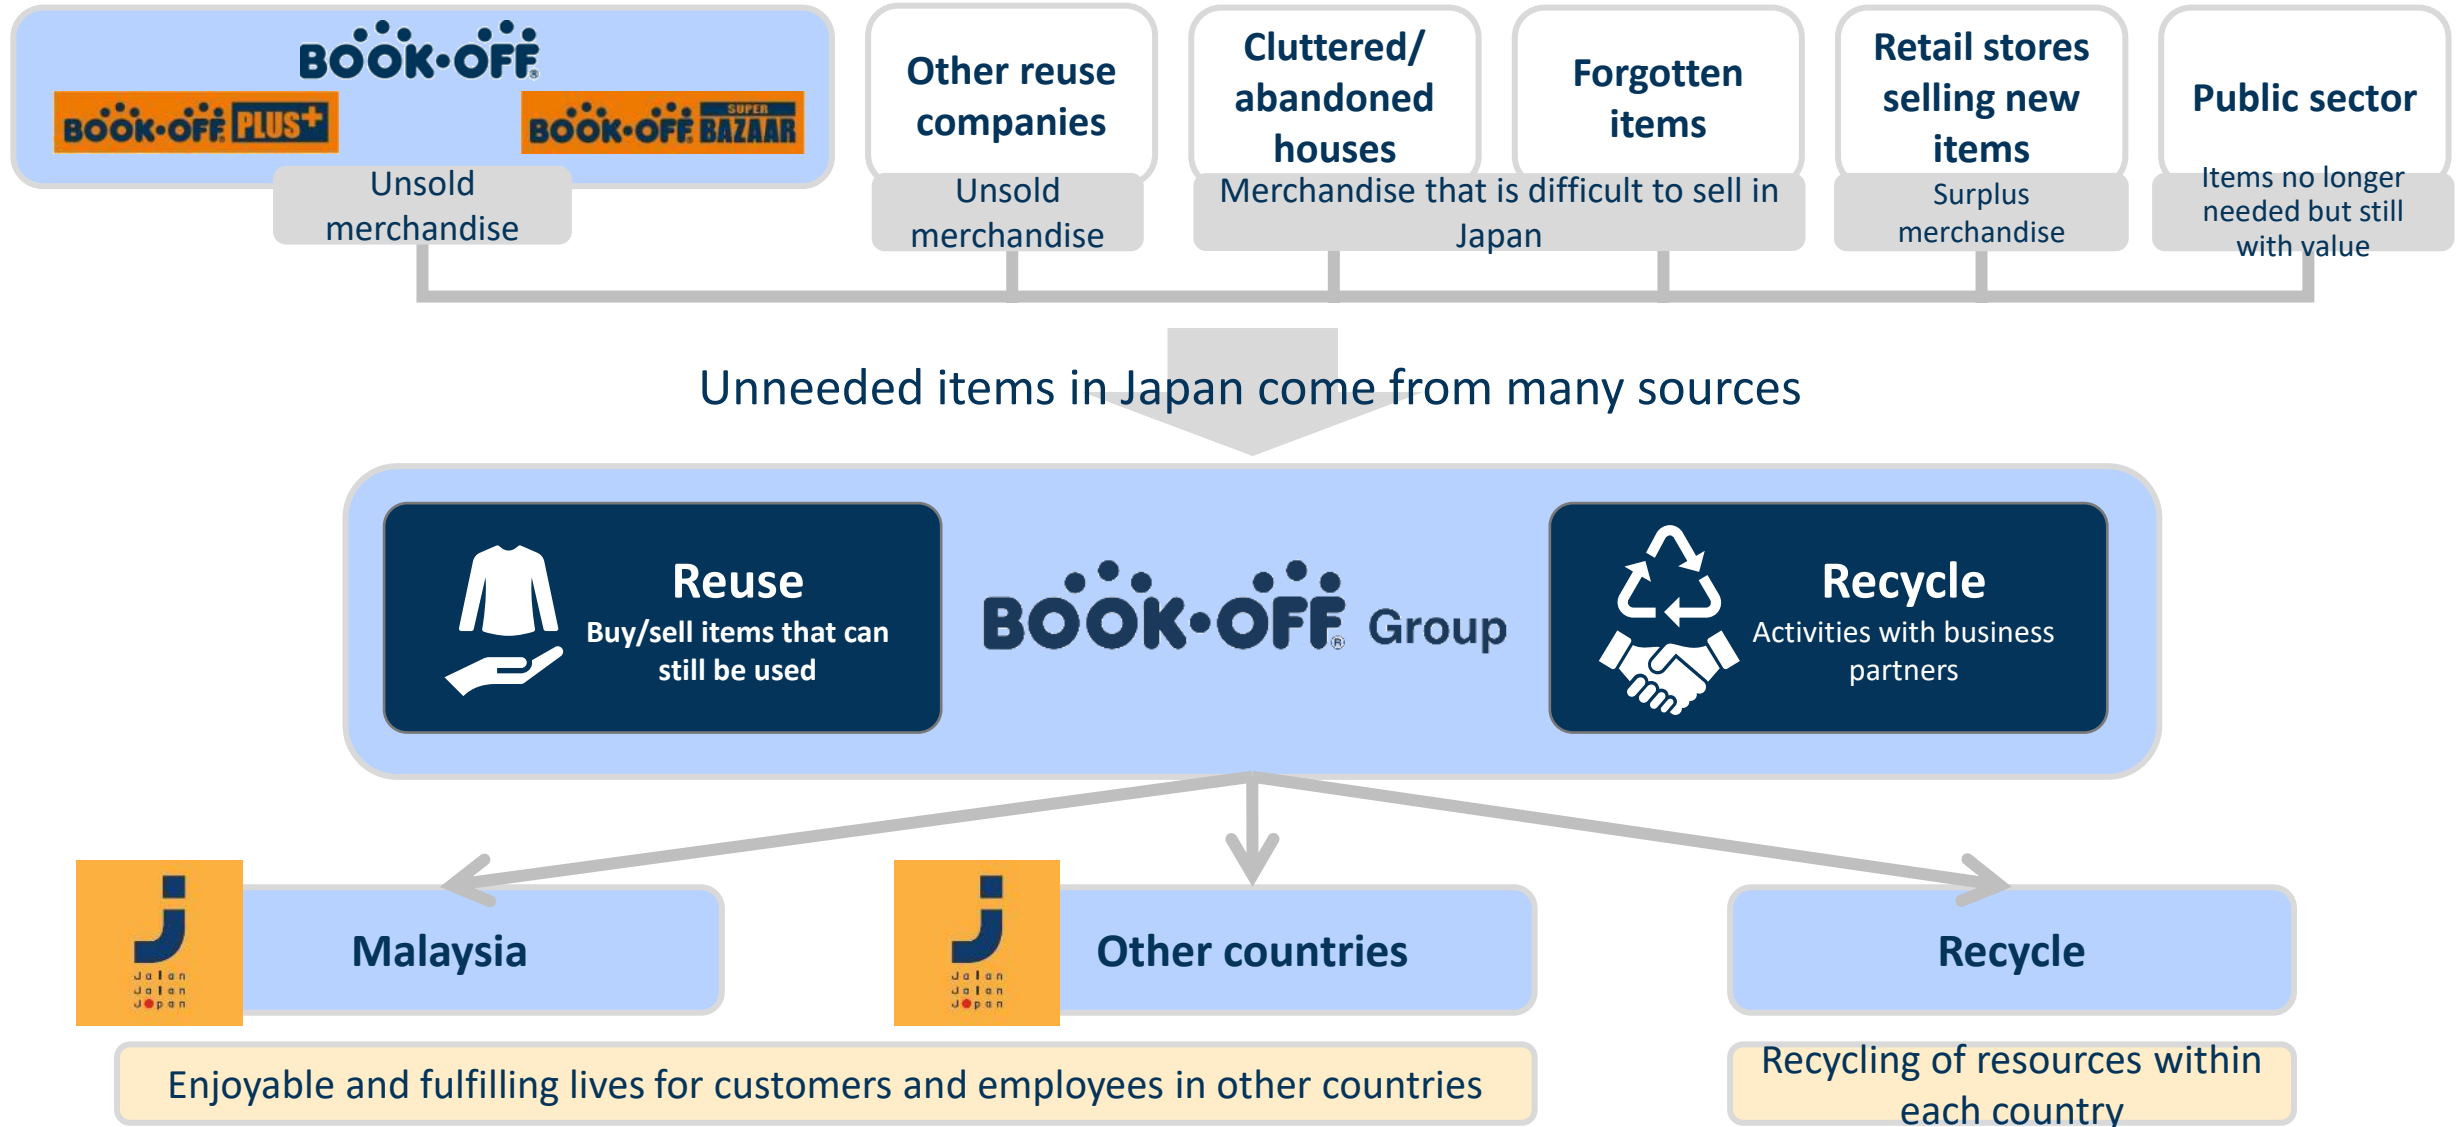 BOOK•OFF®
BOOK•OFF® PLUS+
BOOK•OFF® SUPER BAZAAR
Unsold
merchandise
Other reuse
companies
Unsold
merchandise
Cluttered/
abandoned
houses
Forgotten
items
Merchandise that is difficult to sell in
Japan
Retail stores
selling new
items
Surplus
merchandise
Public sector
Items no longer
needed but still
with value
Unneeded items in Japan come from many sources
Reuse
Buy/sell items that can
still be used
BOOK•OFF® Group
Recycle
Activities with business
partners
Jalan
Jalan
Japan
Malaysia
Jalan
Jalan
Japan
Other countries
Recycle
Enjoyable and fulfilling lives for customers and employees in other countries
Recycling of resources within
each country